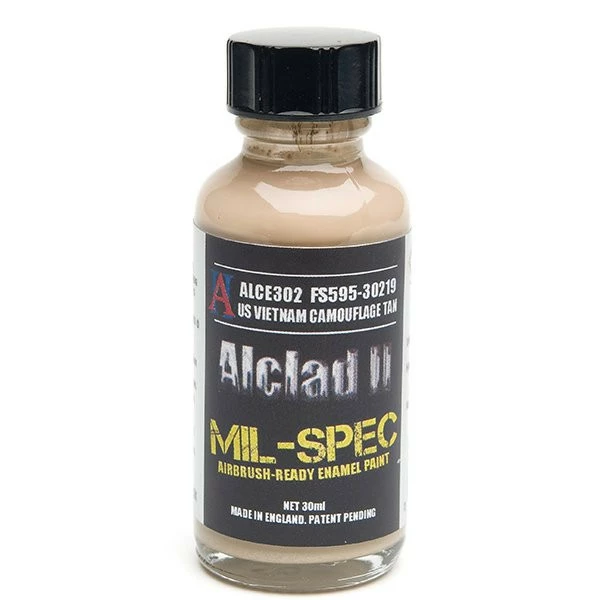 A
ALCE302 FS595-30219
US VIETNAM CAMOUFLAGE TAN
Alclad II
MIL-SPEC
AIRBRUSH-READY ENAMEL PAINT
NET 30ml
MADE IN ENGLAND. PATENT PENDING